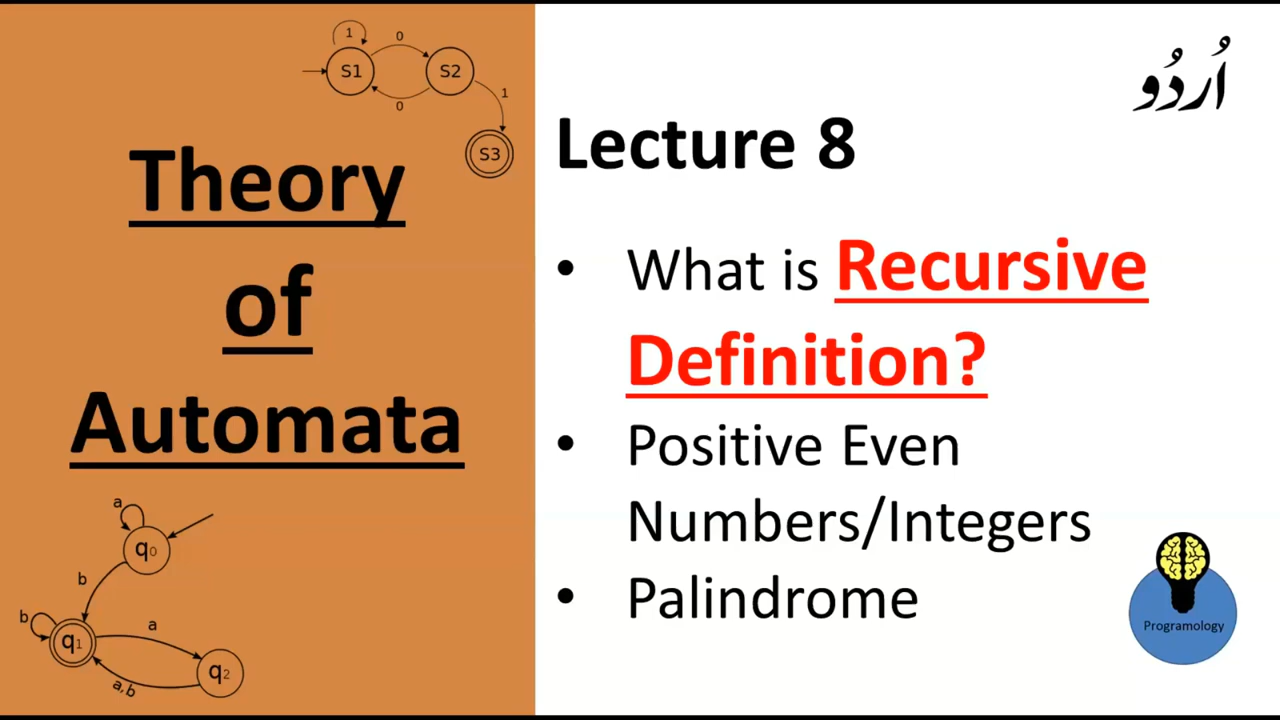 Theory
of
Automata
1
0
S1
S2
0
1
S3
a
q0
b
b
q1
a
q2
a,b
اُردُو
Lecture 8
• What is Recursive
Definition?
• Positive Even
Numbers/Integers
• Palindrome
Programology